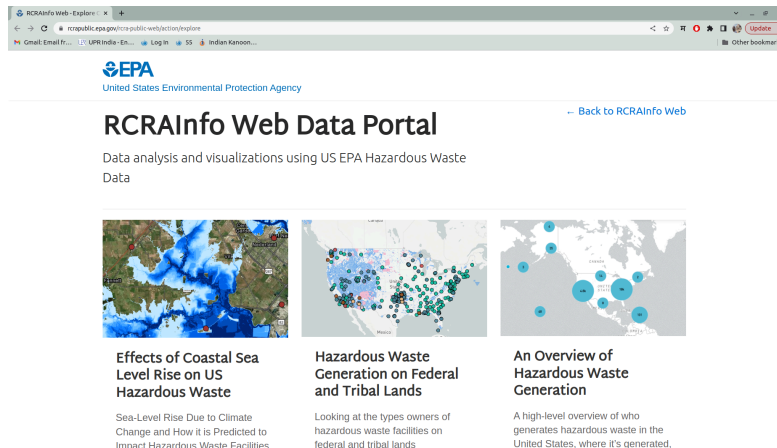 RCRAInfo Web - Explore
rcrapublic.epa.gov/rcra-public-web/action/explore
Update
Gmail: Email fr...
UPR India - En...
Log in
SS
Indian Kanoon...
Other bookmar
EPA
United States Environmental Protection Agency
← Back to RCRAInfo Web
RCRAInfo Web Data Portal
Data analysis and visualizations using US EPA Hazardous Waste
Data
Effects of Coastal Sea
Level Rise on US
Hazardous Waste
Sea-Level Rise Due to Climate
Change and How it is Predicted to
Impact Hazardous Waste Facilities
Hazardous Waste
Generation on Federal
and Tribal Lands
Looking at the types owners of
hazardous waste facilities on
federal and tribal lands
An Overview of
Hazardous Waste
Generation
A high-level overview of who
generates hazardous waste in the
United States, where it's generated,